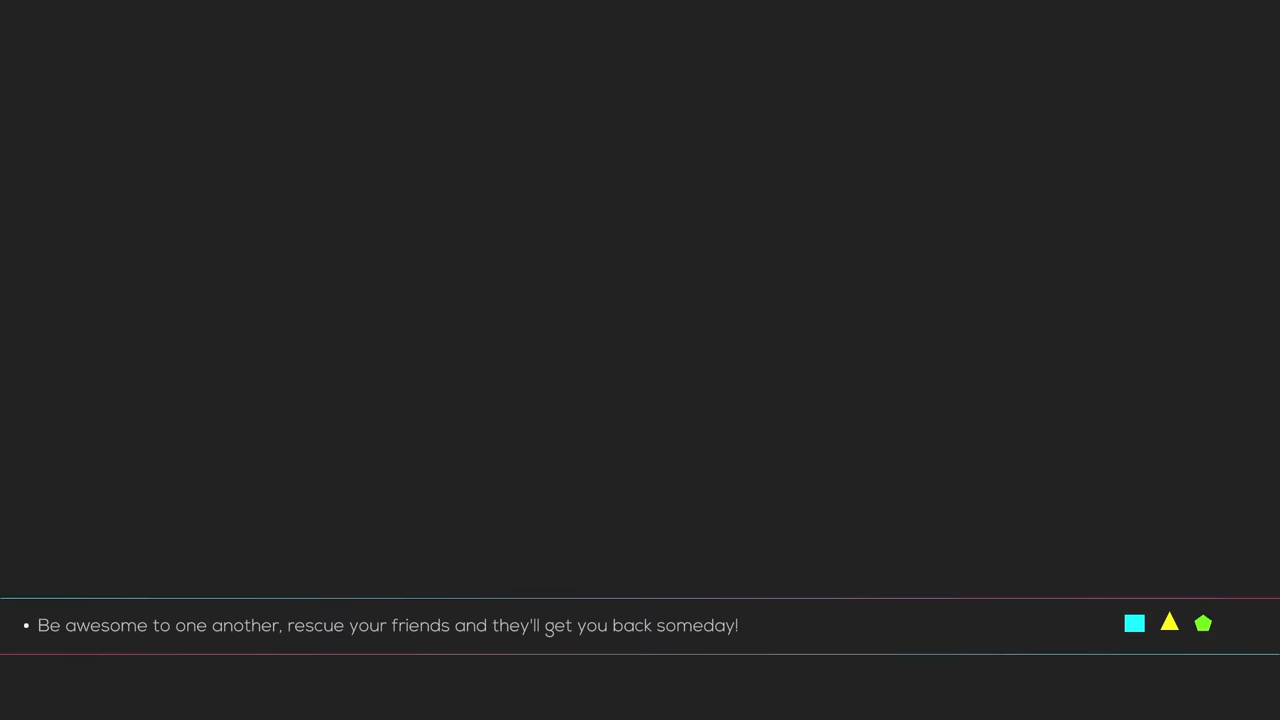 • Be awesome to one another, rescue your friends and they'll get you back someday!